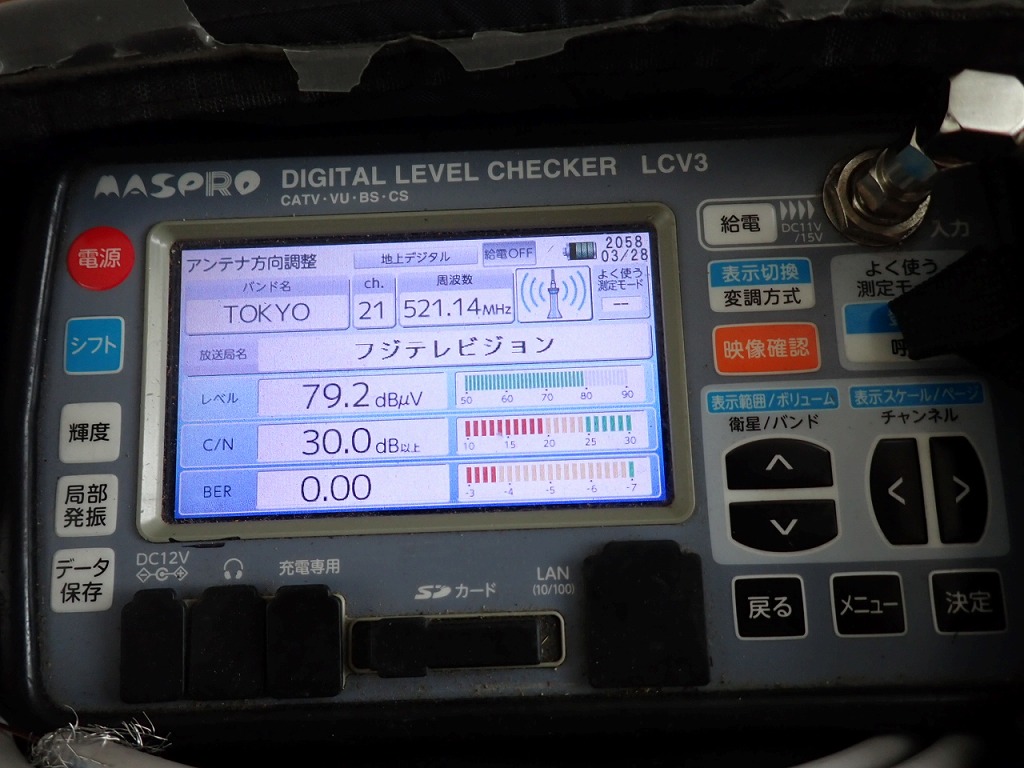 MASPRO DIGITAL LEVEL CHECKER LCV3
CATV・VU・BS・CS
電源
シフト
輝度
局部
発振
データ
保存
アンテナ方向調整
地上デジタル
給電OFF
2058
03/28
バンド名
TOKYO
ch.
21
周波数
521.14MHz
よく使う
測定モード
--
放送局名
フジテレビジョン
レベル
79.2 dBμV
50 60 70 80 90
C/N
30.0 dB以上
10 15 20 25 30
BER
0.00
-3 -4 -5 -6 -7
給電
DC11V
/15V
入力
表示切換
変調方式
映像確認
よく使う
測定モ
呼
表示範囲/ボリューム
衛星/バンド
表示スケール/ページ
チャンネル
戻る
メニュー
決定
DC12V
充電専用
SDカード
LAN
(10/100)